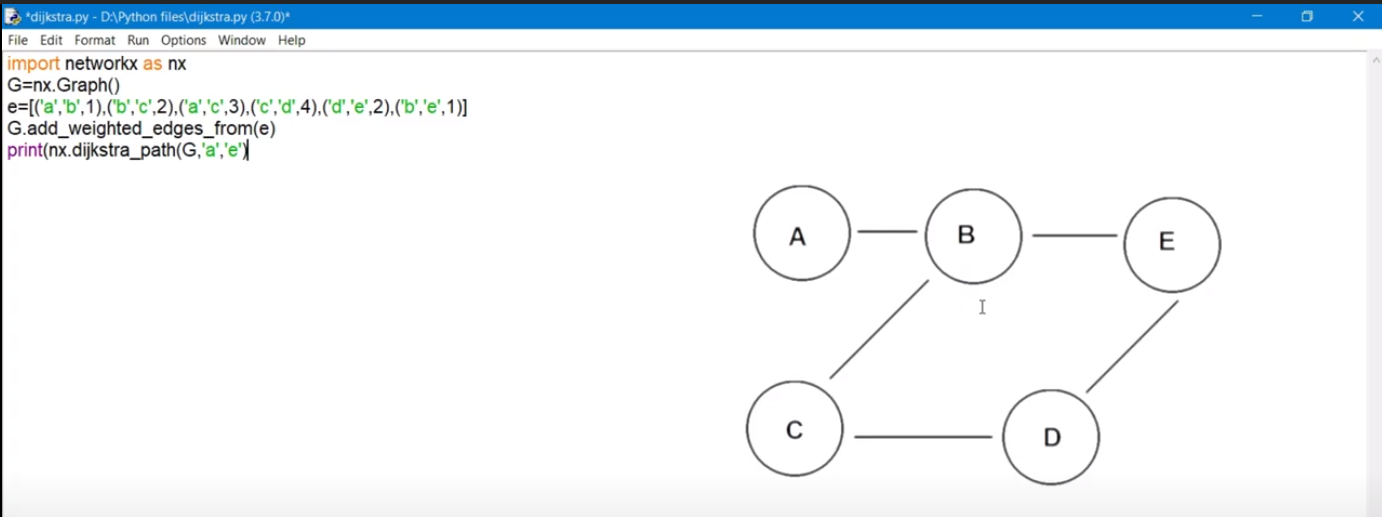 *dijkstra.py - D:\Python files\dijkstra.py (3.7.0)*
File Edit Format Run Options Window Help
import networkx as nx
G=nx.Graph()
e=[('a','b',1),('b','c',2),('a','c',3),('c','d',4),('d','e',2),('b','e',1)]
G.add_weighted_edges_from(e)
print(nx.dijkstra_path(G,'a','e')
A B E
C D